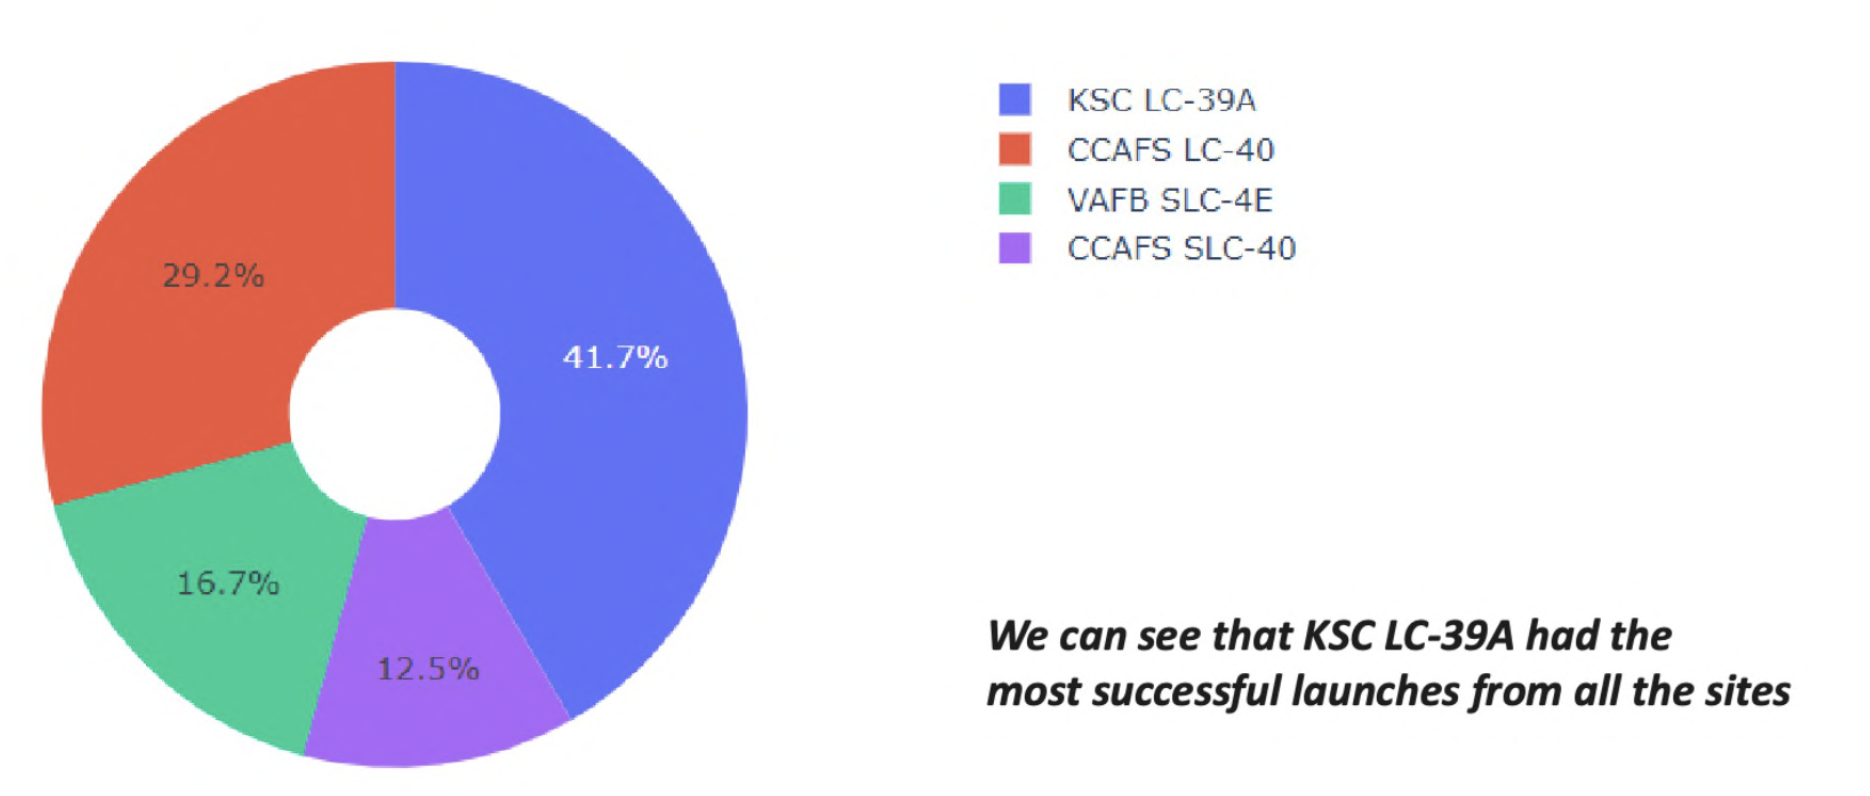 KSC LC-39A
CCAFS LC-40
VAFB SLC-4E
CCAFS SLC-40
29.2%
41.7%
16.7%
12.5%
We can see that KSC LC-39A had the
most successful launches from all the sites